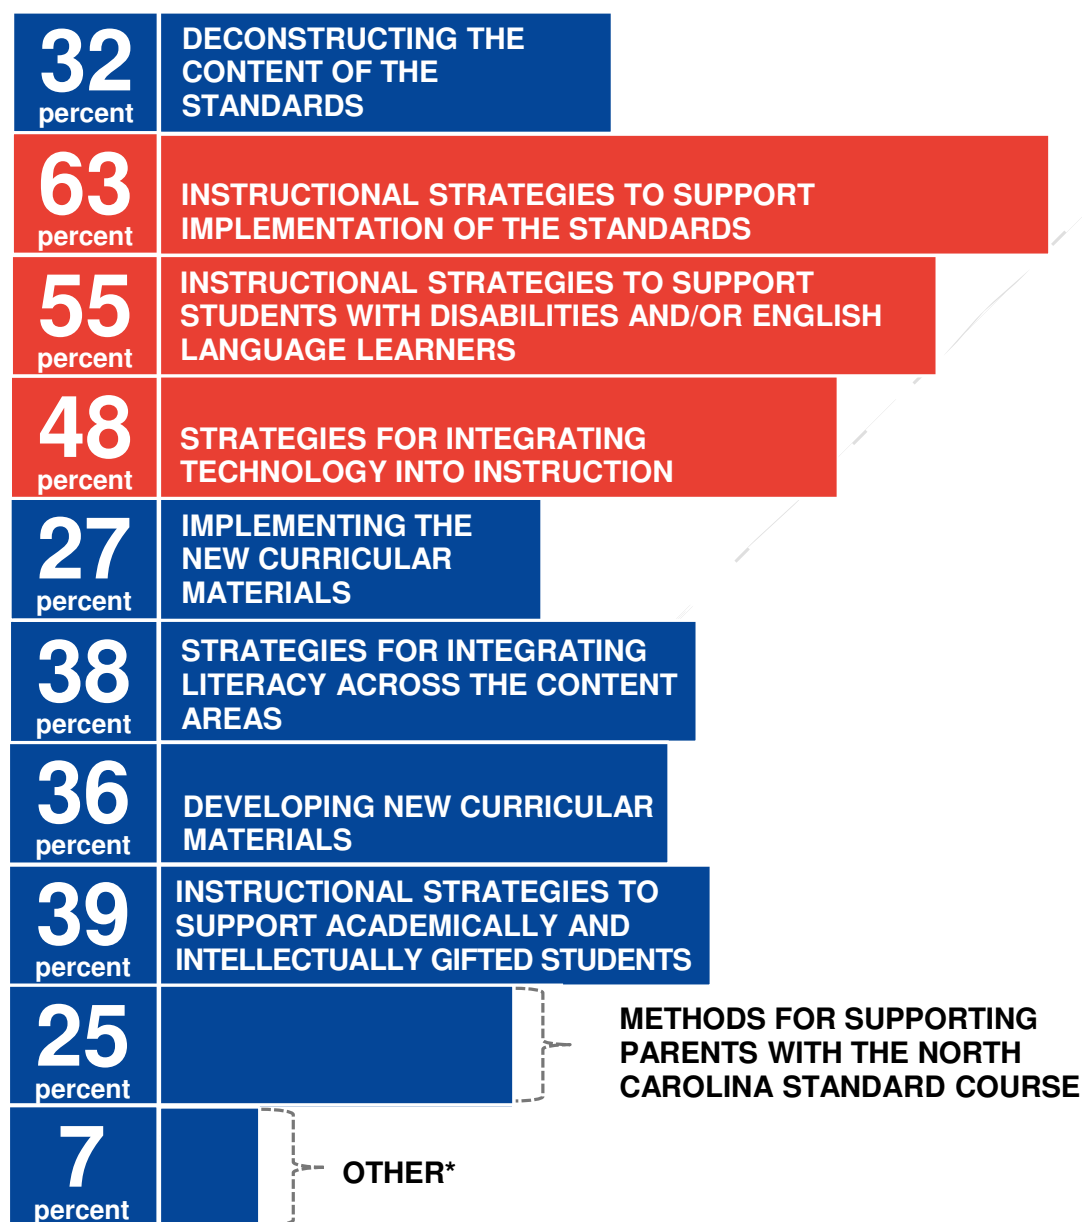 32
percent
DECONSTRUCTING THE
CONTENT OF THE
STANDARDS
63
percent
INSTRUCTIONAL STRATEGIES TO SUPPORT
IMPLEMENTATION OF THE STANDARDS
55
percent
INSTRUCTIONAL STRATEGIES TO SUPPORT
STUDENTS WITH DISABILITIES AND/OR ENGLISH
LANGUAGE LEARNERS
48
percent
STRATEGIES FOR INTEGRATING
TECHNOLOGY INTO INSTRUCTION
27
percent
IMPLEMENTING THE
NEW CURRICULAR
MATERIALS
38
percent
STRATEGIES FOR INTEGRATING
LITERACY ACROSS THE CONTENT
AREAS
36
percent
DEVELOPING NEW CURRICULAR
MATERIALS
39
percent
INSTRUCTIONAL STRATEGIES TO
SUPPORT ACADEMICALLY AND
INTELLECTUALLY GIFTED STUDENTS
25
percent
METHODS FOR SUPPORTING
PARENTS WITH THE NORTH
CAROLINA STANDARD COURSE
7
percent
OTHER*